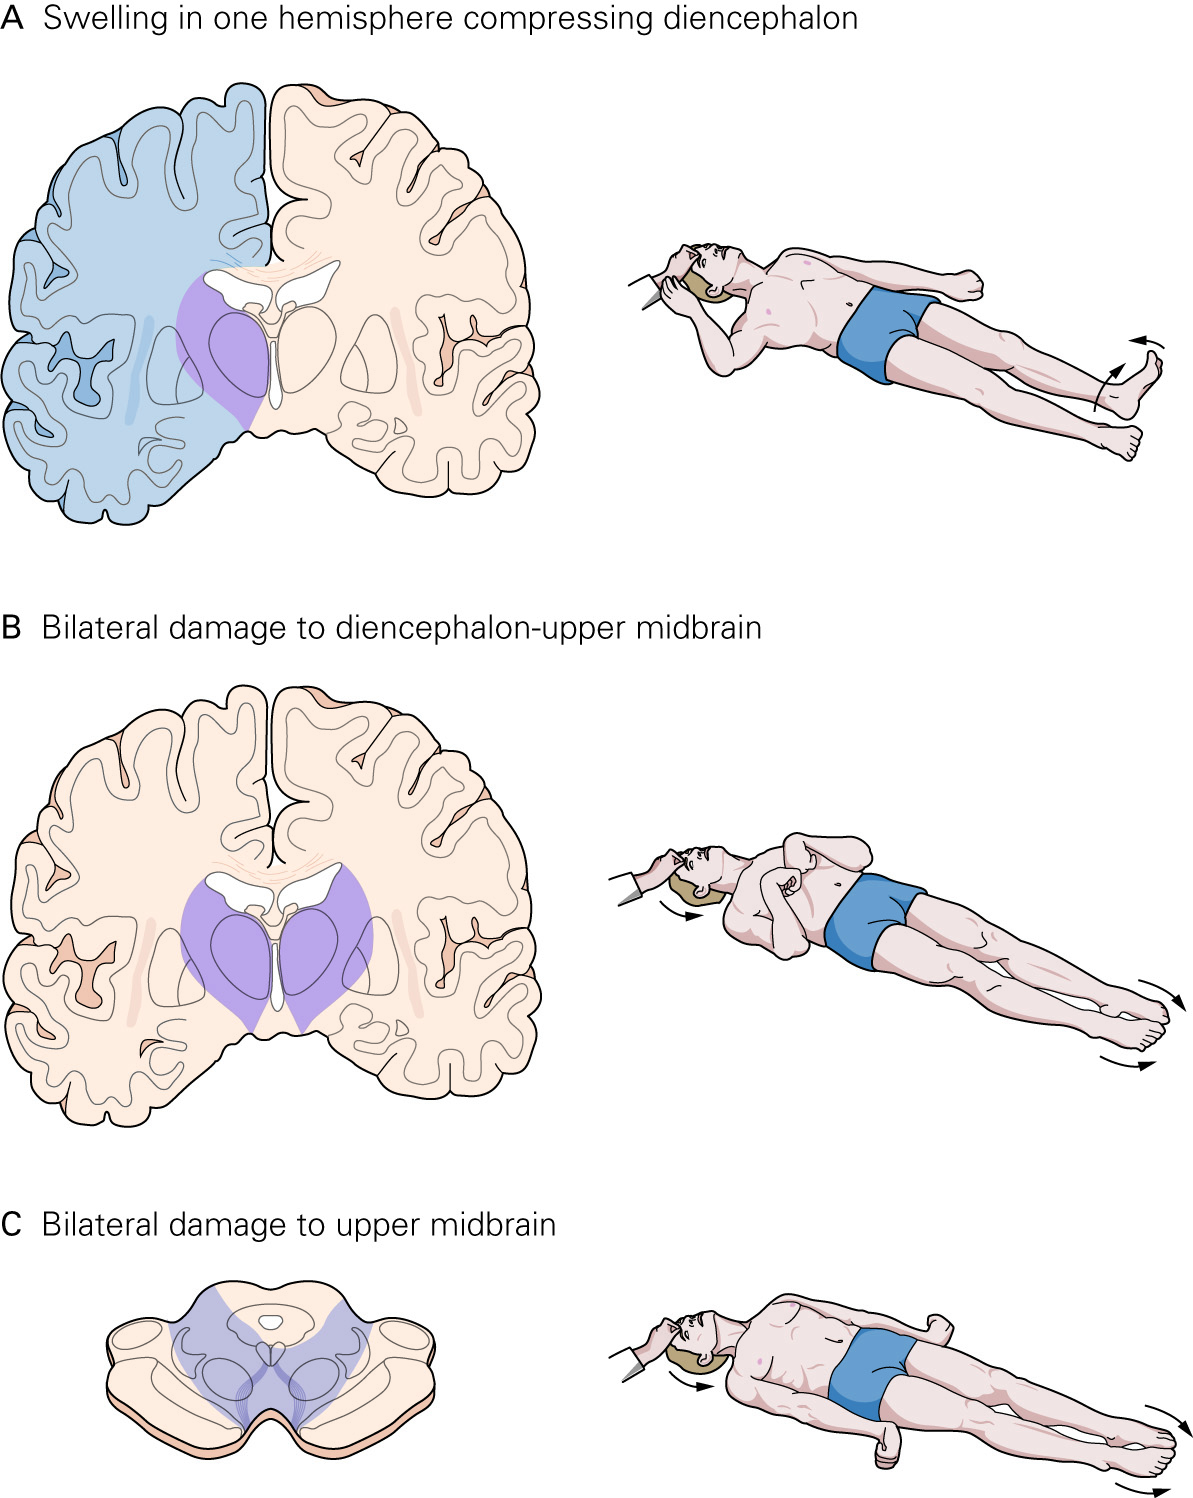 A Swelling in one hemisphere compressing diencephalon
B Bilateral damage to diencephalon-upper midbrain
C Bilateral damage to upper midbrain